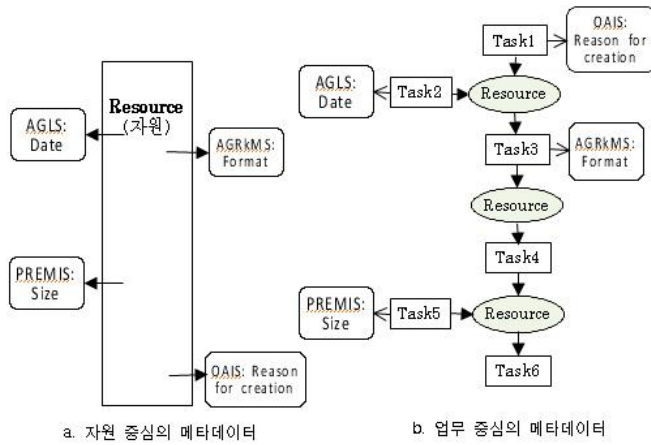 Resource
(자원)
AGLS:
Date
AGRkMS:
Format
PREMIS:
Size
OAIS: Reason
for creation
a. 자원 중심의 메타데이터
Task1
OAIS:
Reason for
creation
AGLS:
Date
Task2
Resource
Task3
AGRkMS:
Format
Resource
Task4
PREMIS:
Size
Task5
Resource
Task6
b. 업무 중심의 메타데이터